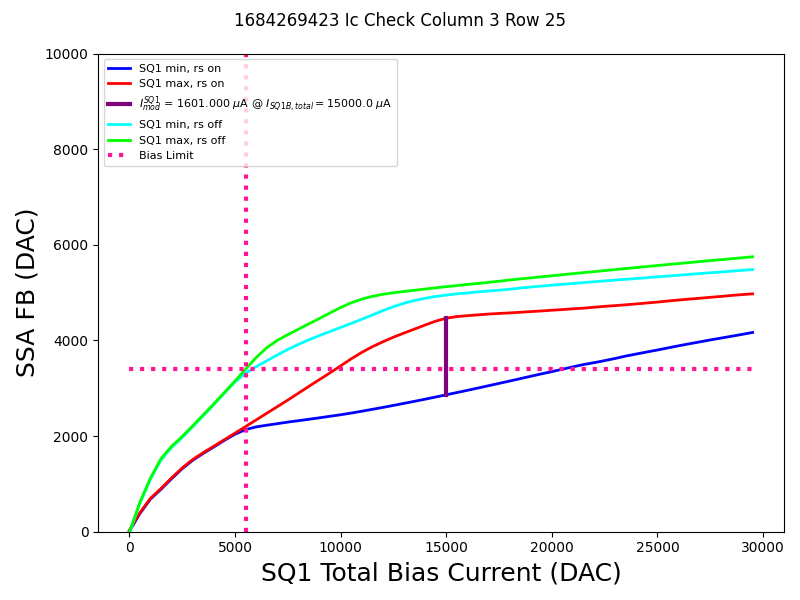 1684269423 Ic Check Column 3 Row 25
10000
8000
6000
4000
2000
0
SSA FB (DAC)
SQ1 min, rs on
SQ1 max, rs on
$I_{mod}^{SQ1}$ = 1601.000 μA @ $I_{SQ1B,total}$ = 15000.0 μA
SQ1 min, rs off
SQ1 max, rs off
Bias Limit
0 5000 10000 15000 20000 25000 30000
SQ1 Total Bias Current (DAC)